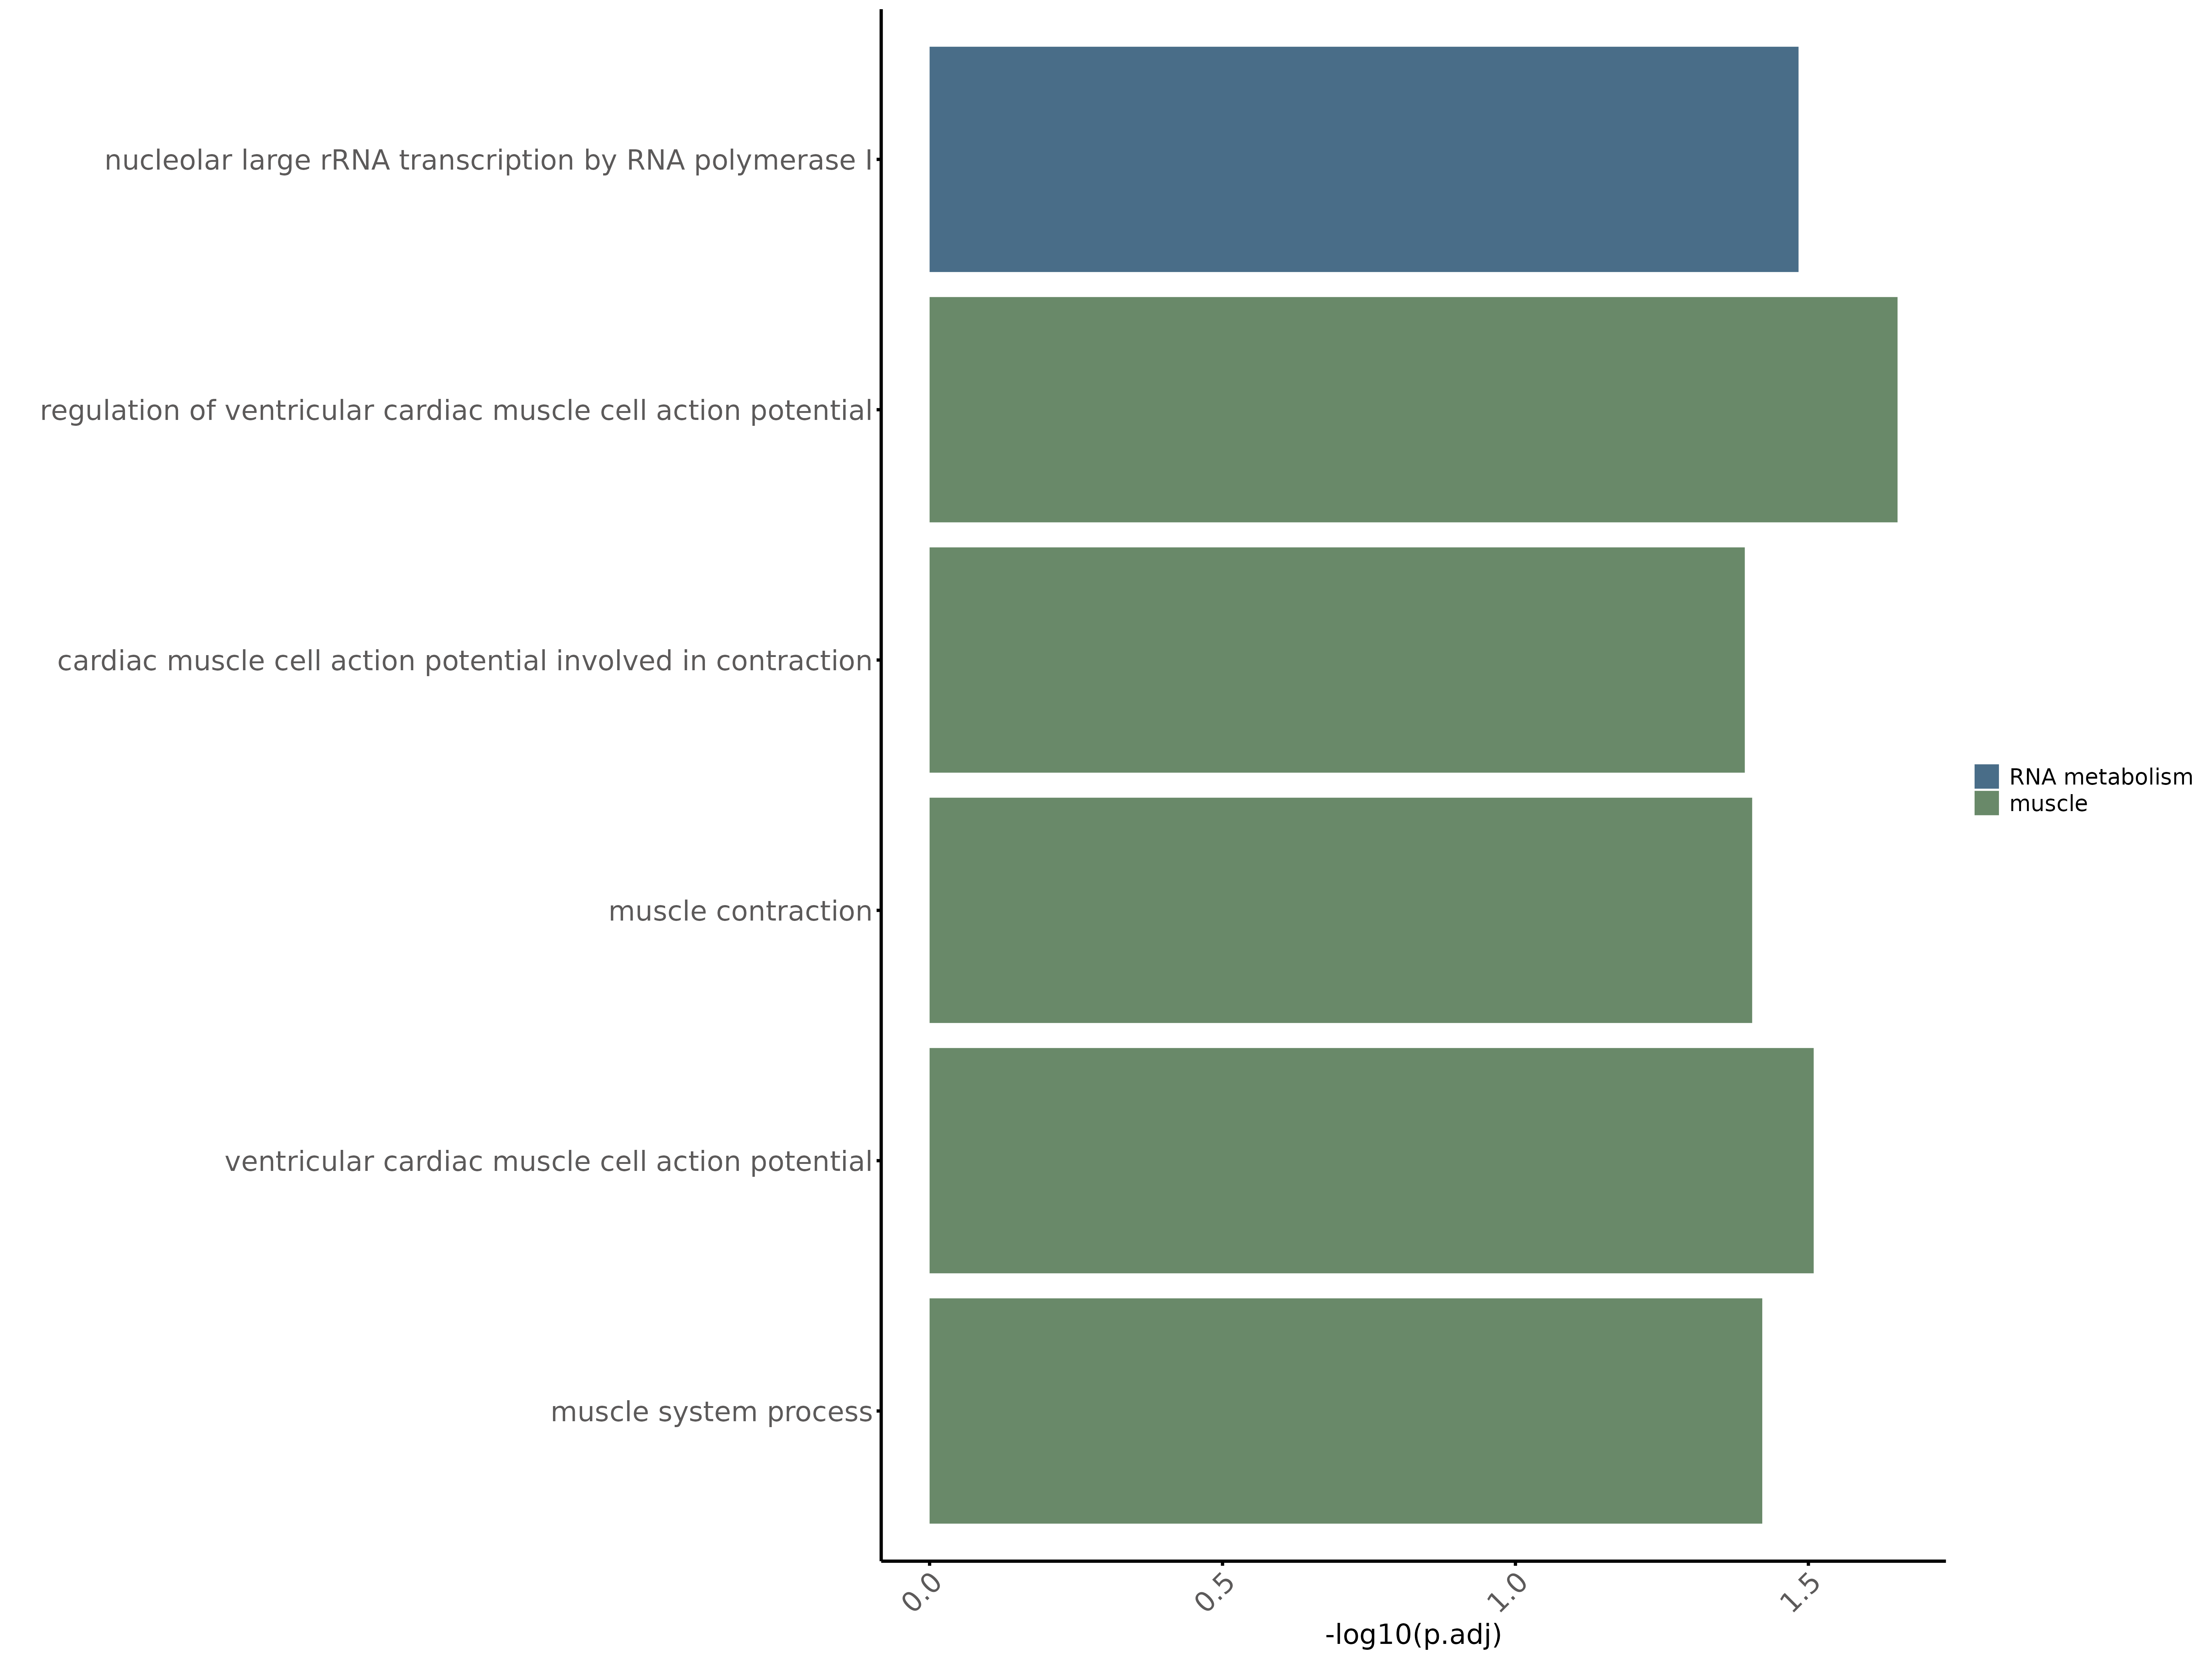 nucleolar large rRNA transcription by RNA polymerase I
regulation of ventricular cardiac muscle cell action potential
cardiac muscle cell action potential involved in contraction
muscle contraction
ventricular cardiac muscle cell action potential
muscle system process
0.0
0.5
1.0
1.5
-log10(p.adj)
RNA metabolism
muscle